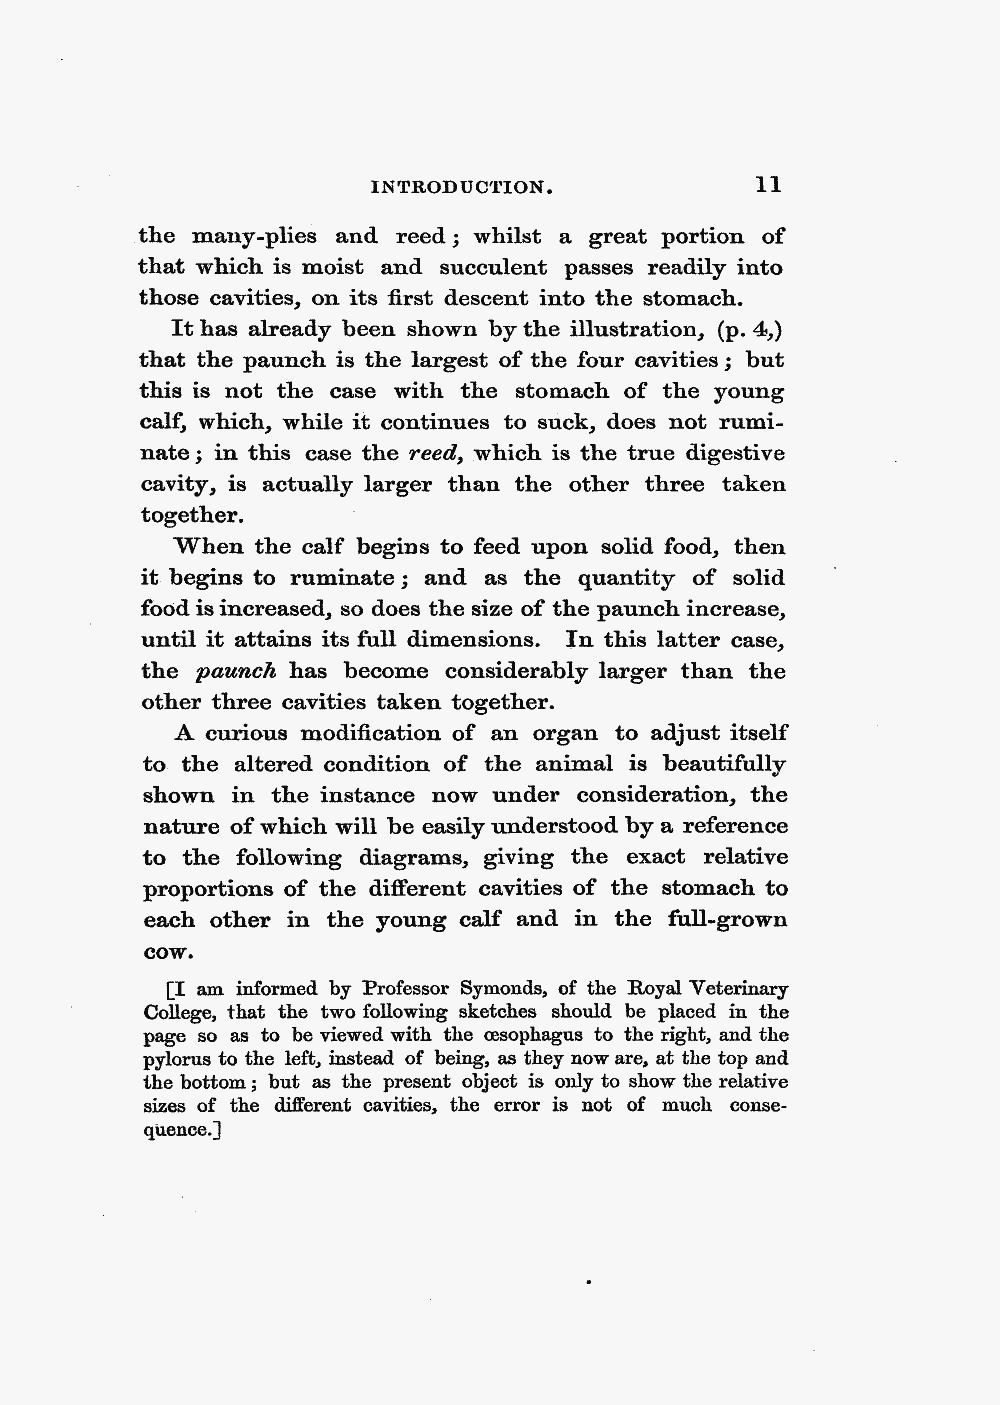 INTRODUCTION. 11
the many-plies and reed; whilst a great portion of
that which is moist and succulent passes readily into
those cavities, on its first descent into the stomach.
It has already been shown by the illustration, (p. 4,)
that the paunch is the largest of the four cavities; but
this is not the case with the stomach of the young
calf, which, while it continues to suck, does not rumi-
nate; in this case the reed, which is the true digestive
cavity, is actually larger than the other three taken
together.
When the calf begins to feed upon solid food, then
it begins to ruminate; and as the quantity of solid
food is increased, so does the size of the paunch increase,
until it attains its full dimensions. In this latter case,
the paunch has become considerably larger than the
other three cavities taken together.
A curious modification of an organ to adjust itself
to the altered condition of the animal is beautifully
shown in the instance now under consideration, the
nature of which will be easily understood by a reference
to the following diagrams, giving the exact relative
proportions of the different cavities of the stomach to
each other in the young calf and in the full-grown
cow.
[I am informed by Professor Symonds, of the Royal Veterinary
College, that the two following sketches should be placed in the
page so as to be viewed with the œsophagus to the right, and the
pylorus to the left, instead of being, as they now are, at the top and
the bottom; but as the present object is only to show the relative
sizes of the different cavities, the error is not of much conse-
quence.]